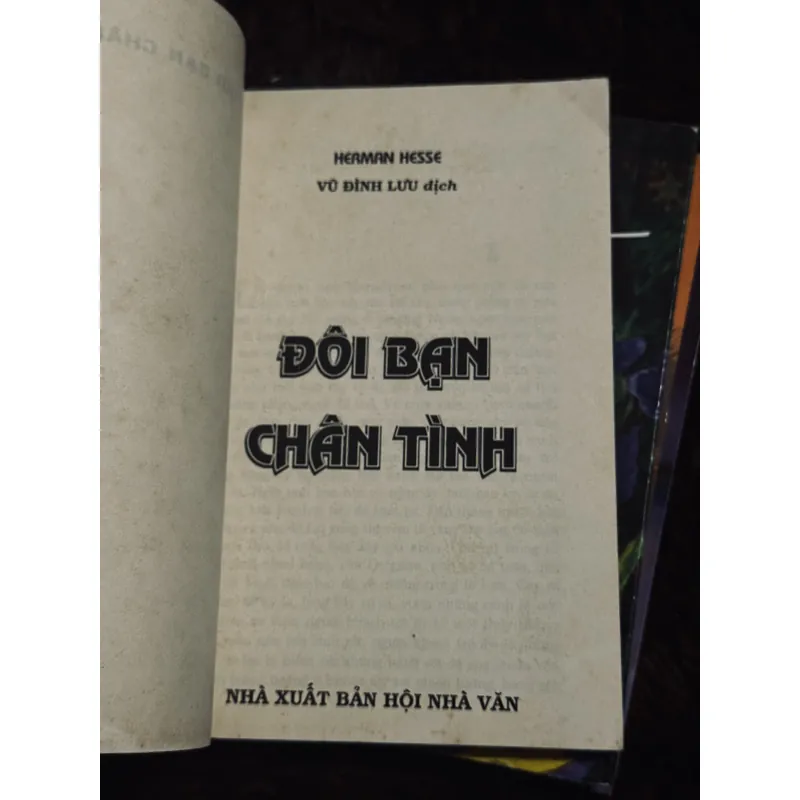 HERMAN HESSE
VŨ ĐÌNH LƯU dịch
ĐÔI BẠN
CHÂN TÌNH
NHÀ XUẤT BẢN HỘI NHÀ VĂN